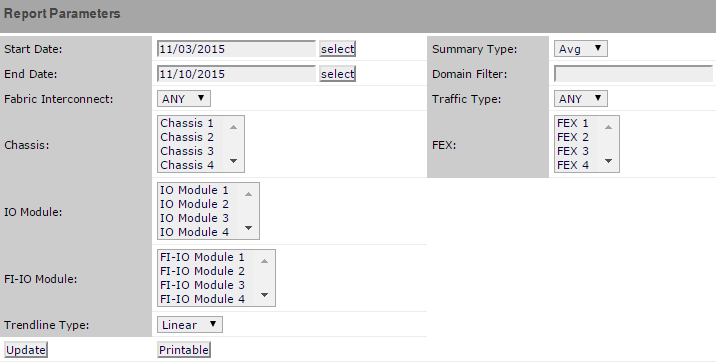 Report Parameters
Start Date: 11/03/2015 select Summary Type: Avg
End Date: 11/10/2015 select Domain Filter:
Fabric Interconnect: ANY Traffic Type: ANY
Chassis: Chassis 1 Chassis 2 Chassis 3 Chassis 4 FEX: FEX 1 FEX 2 FEX 3 FEX 4
IO Module: IO Module 1 IO Module 2 IO Module 3 IO Module 4
FI-IO Module: FI-IO Module 1 FI-IO Module 2 FI-IO Module 3 FI-IO Module 4
Trendline Type: Linear
Update Printable